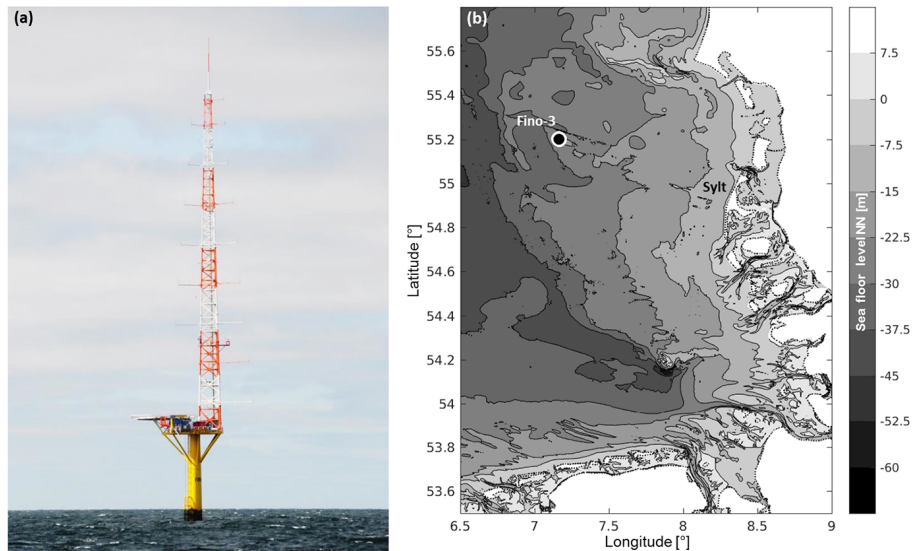 (a)
(b)
55.6
55.4
55.2
55
54.8
54.6
54.4
54.2
54
53.8
53.6
Latitude [°]
Fino-3
Sylt
6.5 7 7.5 8 8.5 9
Longitude [°]
7.5
0
-7.5
-15
-22.5
-30
-37.5
-45
-52.5
-60
Sea floor level NN [m]